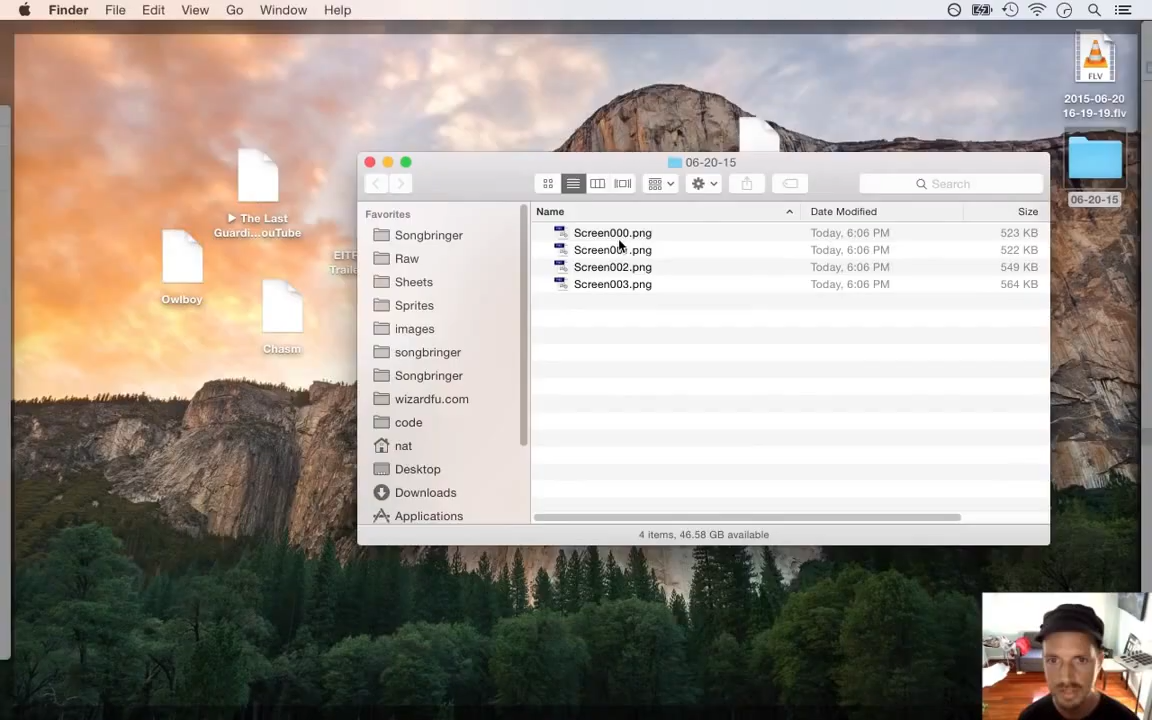 Finder File Edit View Go Window Help
FLV
2015-06-20
16-19-19.flv
06-20-15
▶ The Last
Guardi...ouTube
Owlboy
Chasm
06-20-15
Search
Favorites
Songbringer
Raw
Sheets
Sprites
images
songbringer
Songbringer
wizardfu.com
code
nat
Desktop
Downloads
Applications
Name Date Modified Size
Screen000.png Today, 6:06 PM 523 KB
Screen001.png Today, 6:06 PM 522 KB
Screen002.png Today, 6:06 PM 549 KB
Screen003.png Today, 6:06 PM 564 KB
4 items, 46.58 GB available